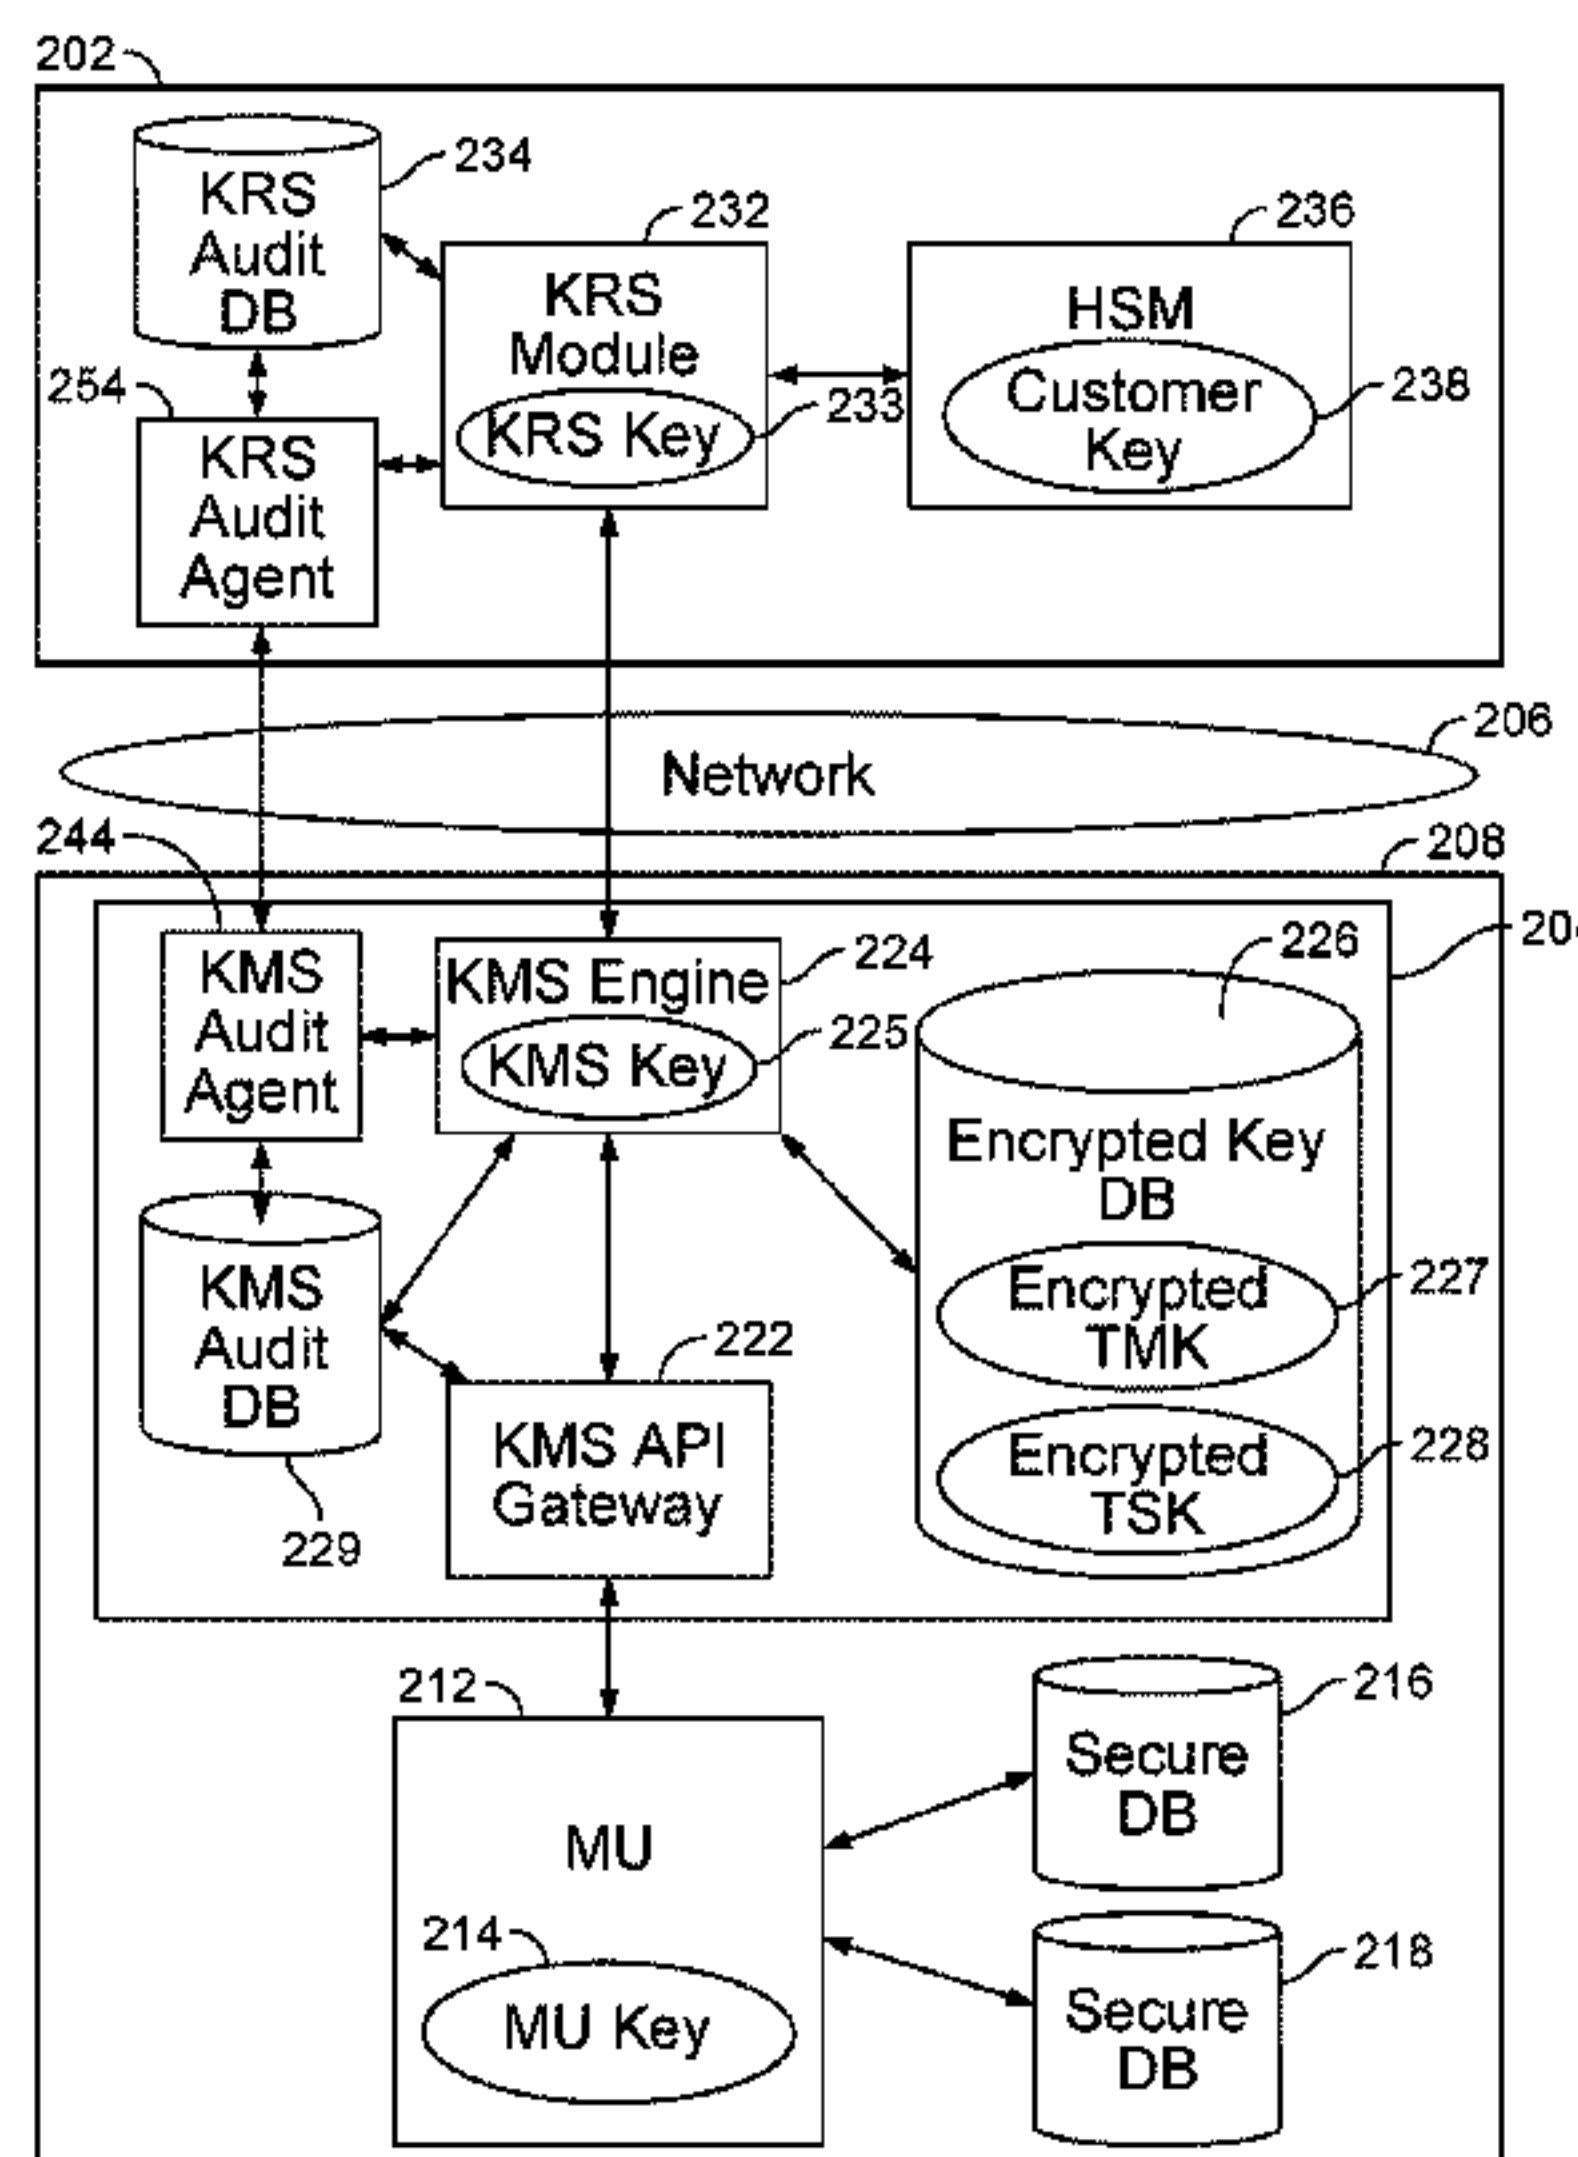 202
234
KRS
Audit
DB
232
KRS
Module
KRS Key
233
236
HSM
Customer
Key
238
254
KRS
Audit
Agent
206
Network
244
208
20
KMS
Audit
Agent
KMS Engine
224
KMS Key
225
226
Encrypted Key
DB
Encrypted
TMK
227
Encrypted
TSK
228
KMS
Audit
DB
229
222
KMS API
Gateway
212
MU
214
MU Key
216
Secure
DB
218
Secure
DB